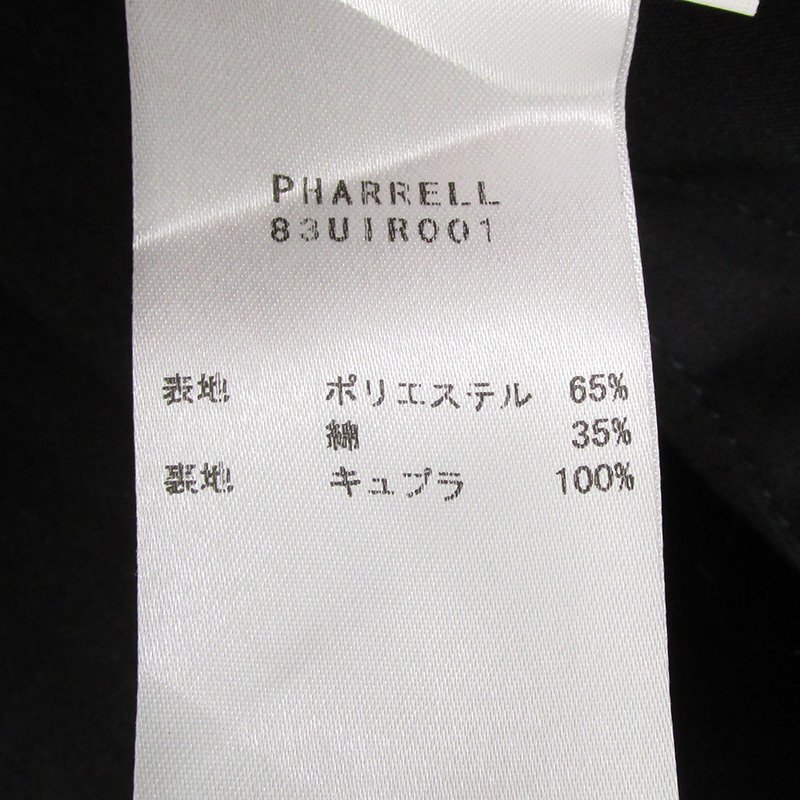 PHARRELL
83UIR001
表地 ポリエステル 65%
綿 35%
裏地 キュプラ 100%